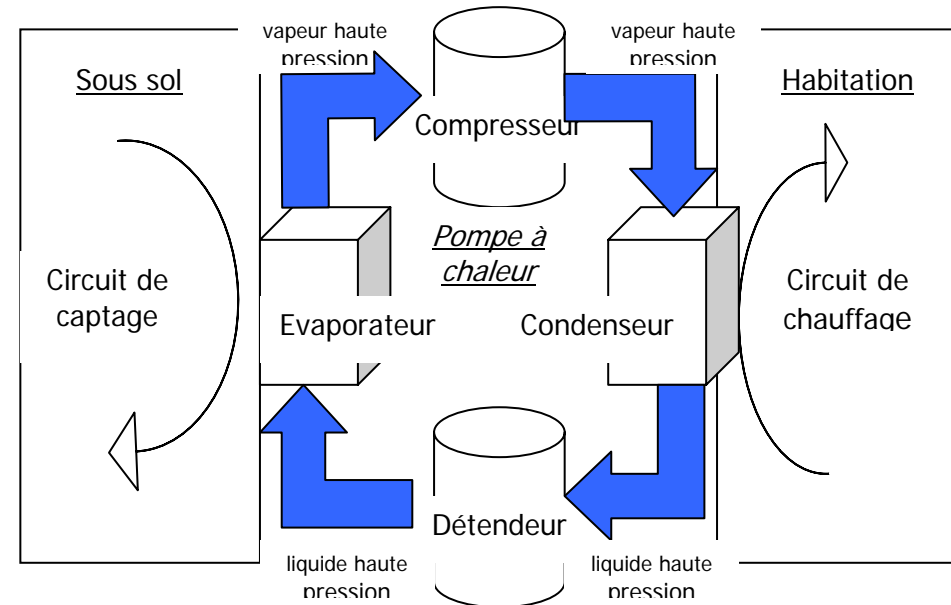 vapeur haute
pression
vapeur haute
pression
Sous sol
Habitation
Compresseur
Pompe à
chaleur
Circuit de
captage
Evaporateur
Condenseur
Circuit de
chauffage
Détendeur
liquide haute
pression
liquide haute
pression